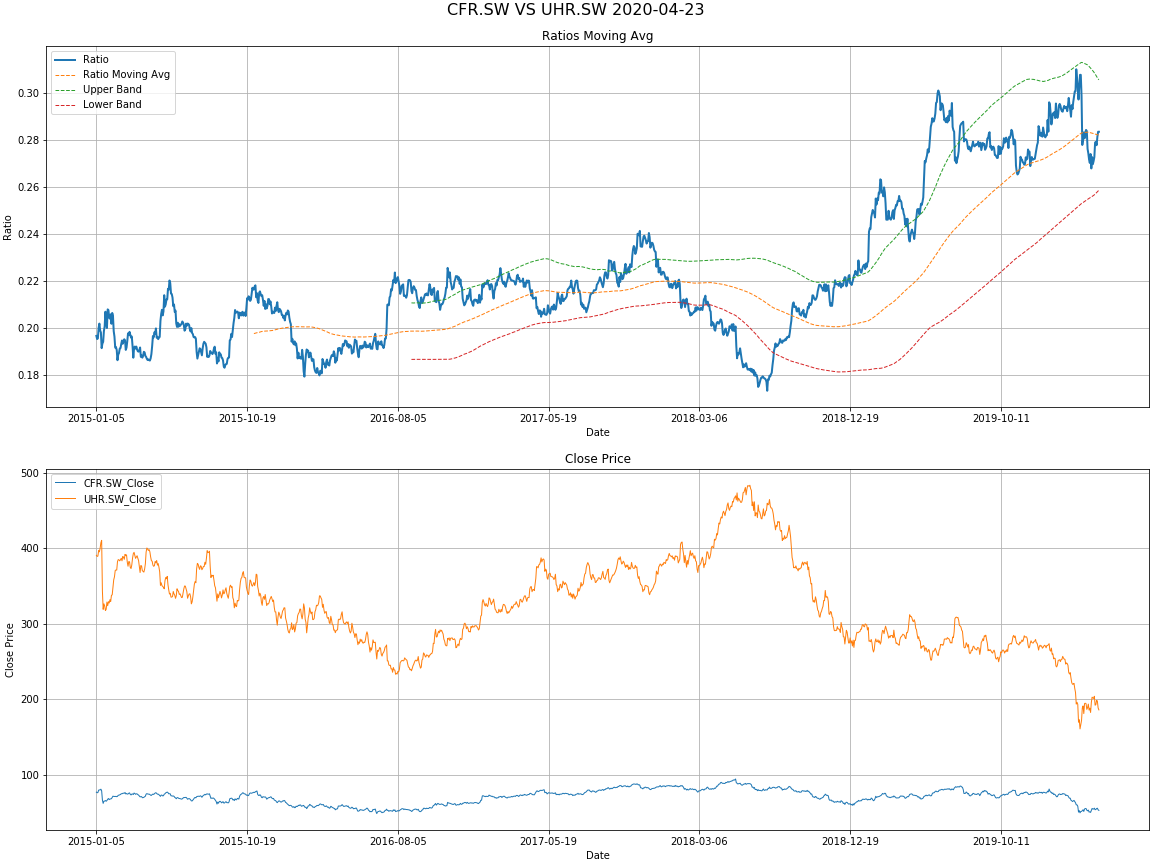 CFR.SW VS UHR.SW 2020-04-23
Ratios Moving Avg
Ratio
Ratio Moving Avg
Upper Band
Lower Band
0.30
0.28
0.26
0.24
0.22
0.20
0.18
Ratio
2015-01-05 2015-10-19 2016-08-05 2017-05-19 2018-03-06 2018-12-19 2019-10-11
Date
Close Price
CFR.SW_Close
UHR.SW_Close
500
400
300
200
100
Close Price
2015-01-05 2015-10-19 2016-08-05 2017-05-19 2018-03-06 2018-12-19 2019-10-11
Date